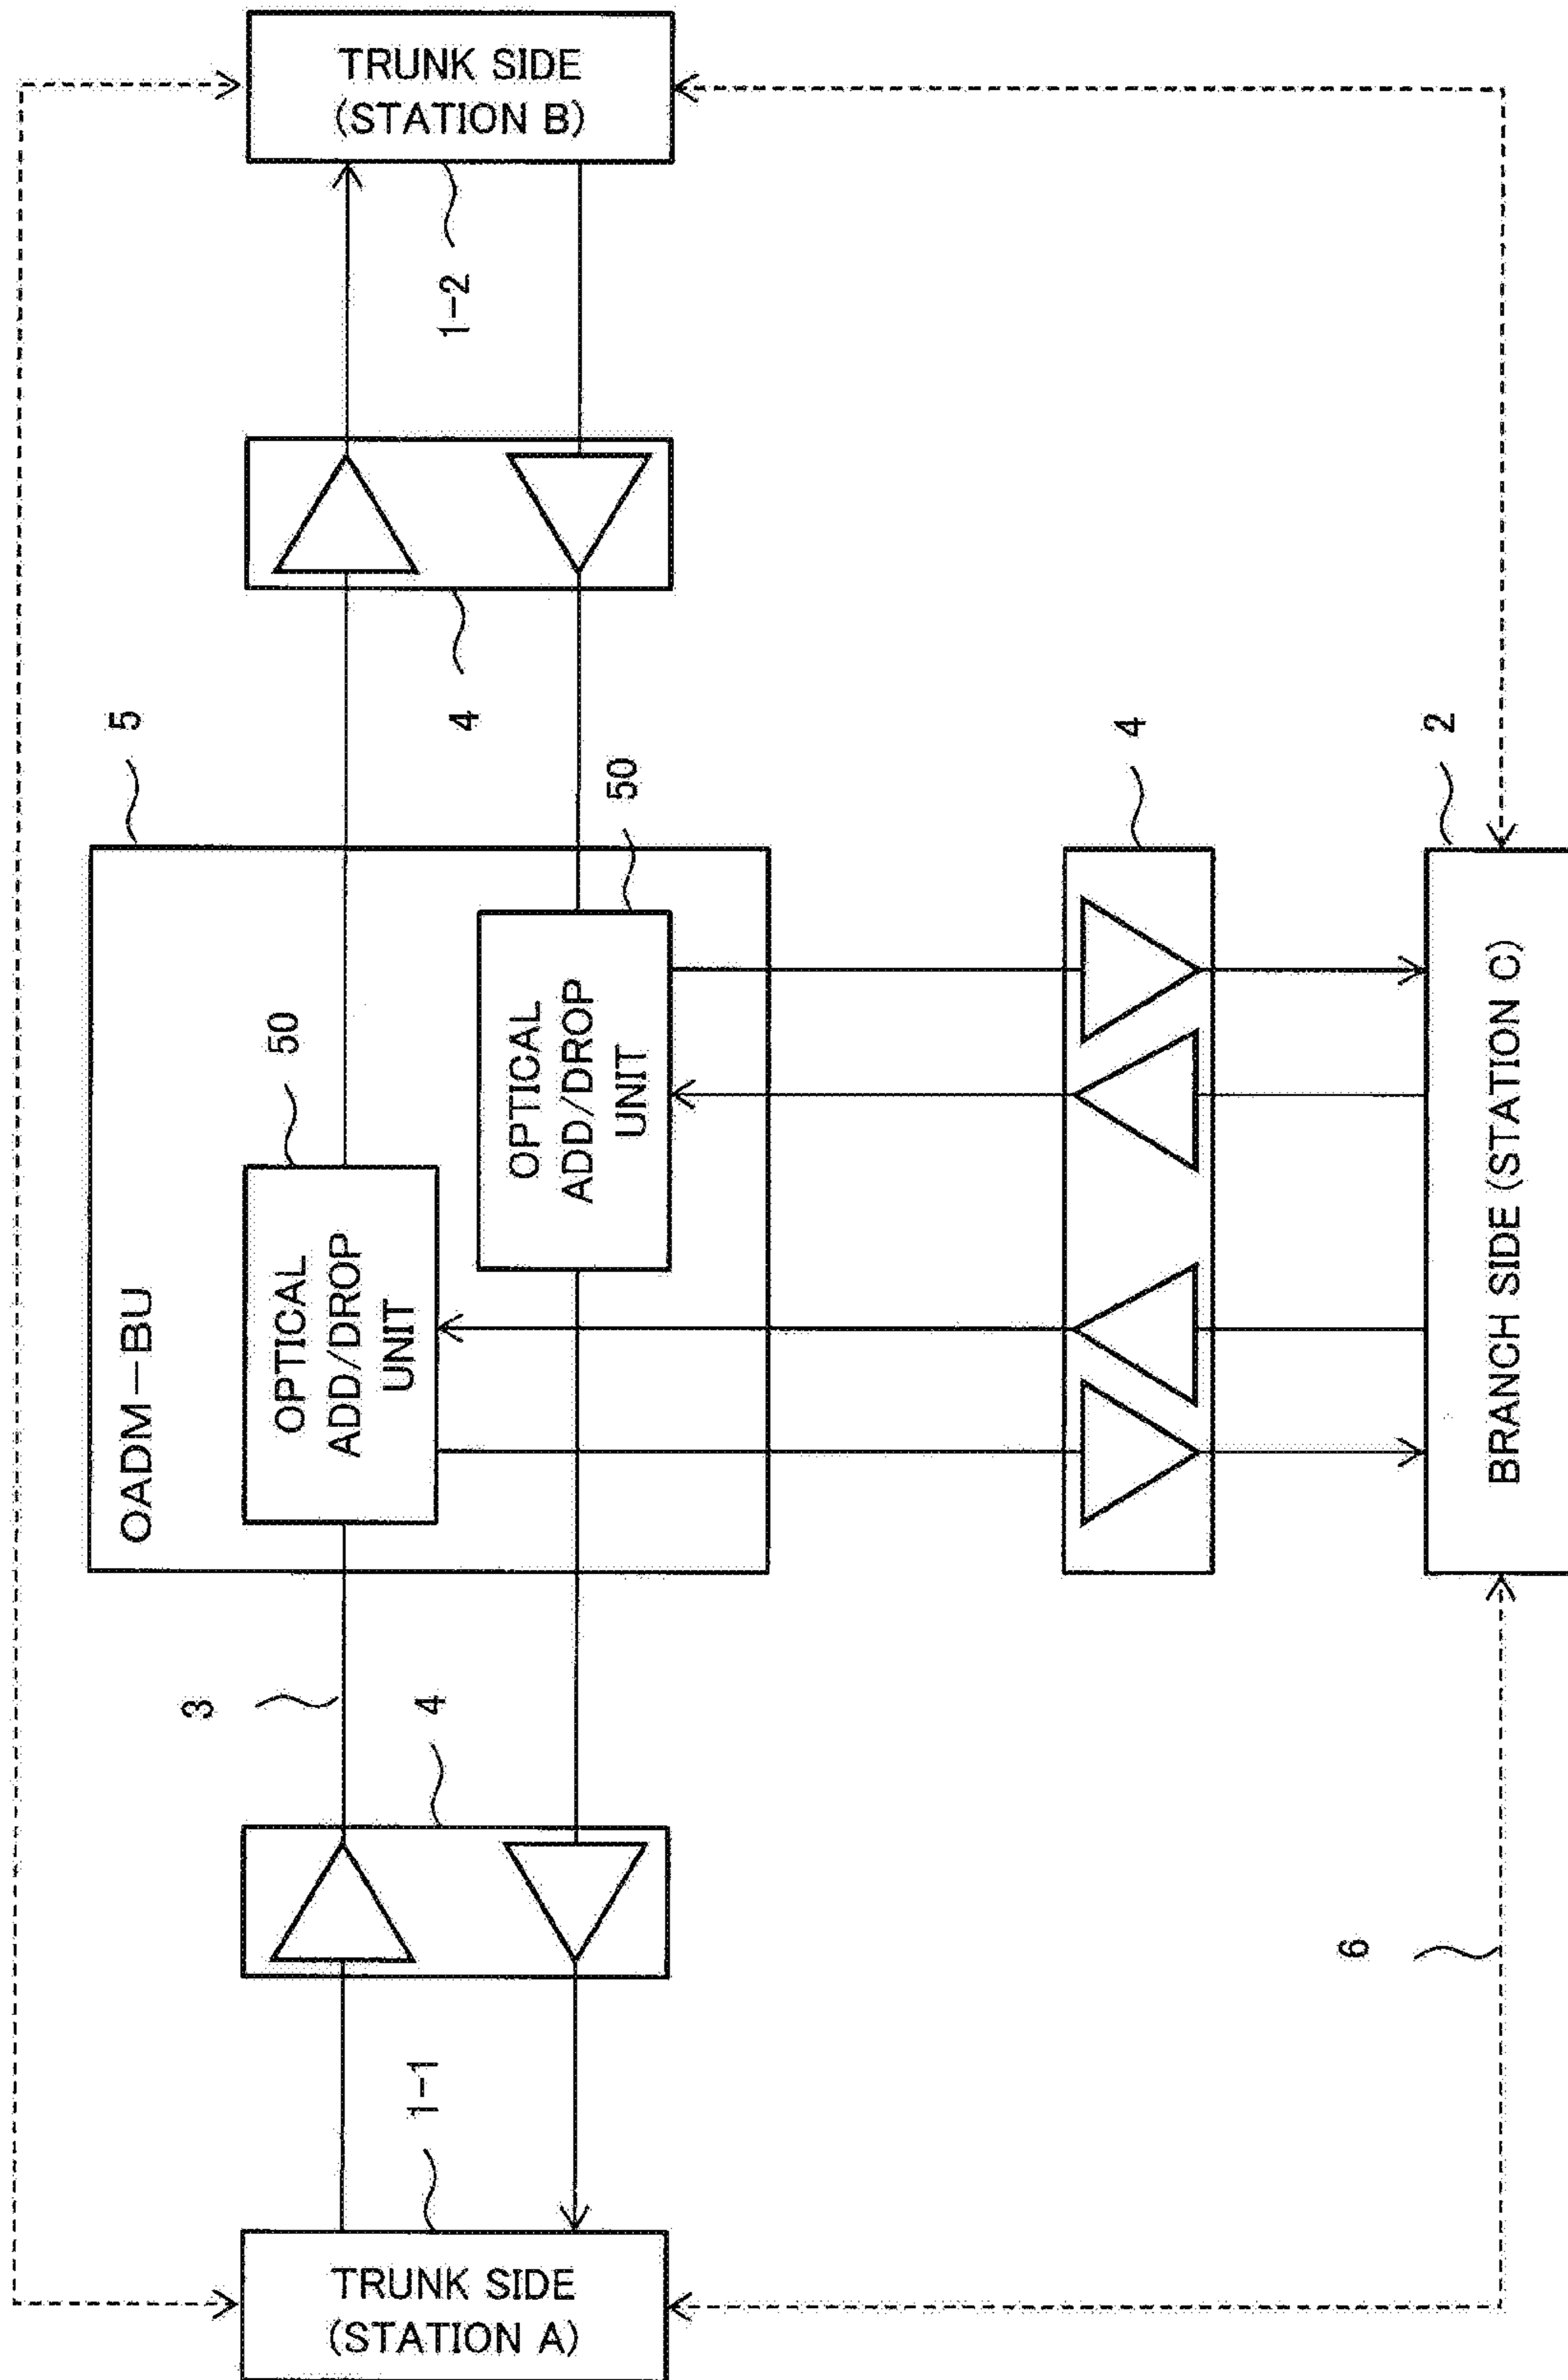 OADM-BU
5
50
OPTICAL
ADD/DROP
UNIT
50
OPTICAL
ADD/DROP
UNIT
TRUNK SIDE
(STATION A)
1-1
3
4
TRUNK SIDE
(STATION B)
1-2
4
4
2
BRANCH SIDE (STATION C)
6